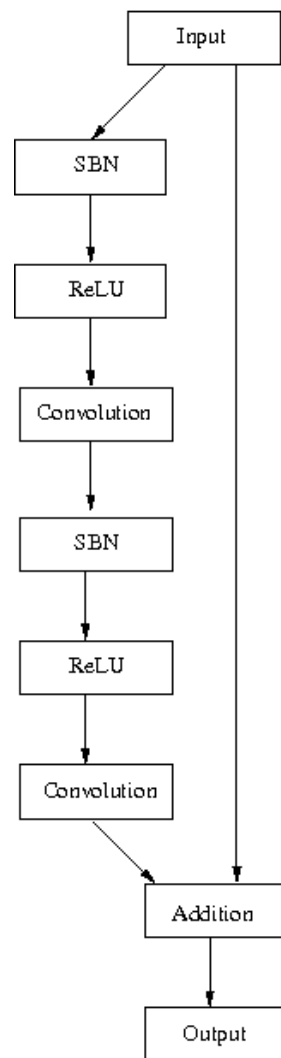 Input
SBN
ReLU
Convolution
SBN
ReLU
Convolution
Addition
Output